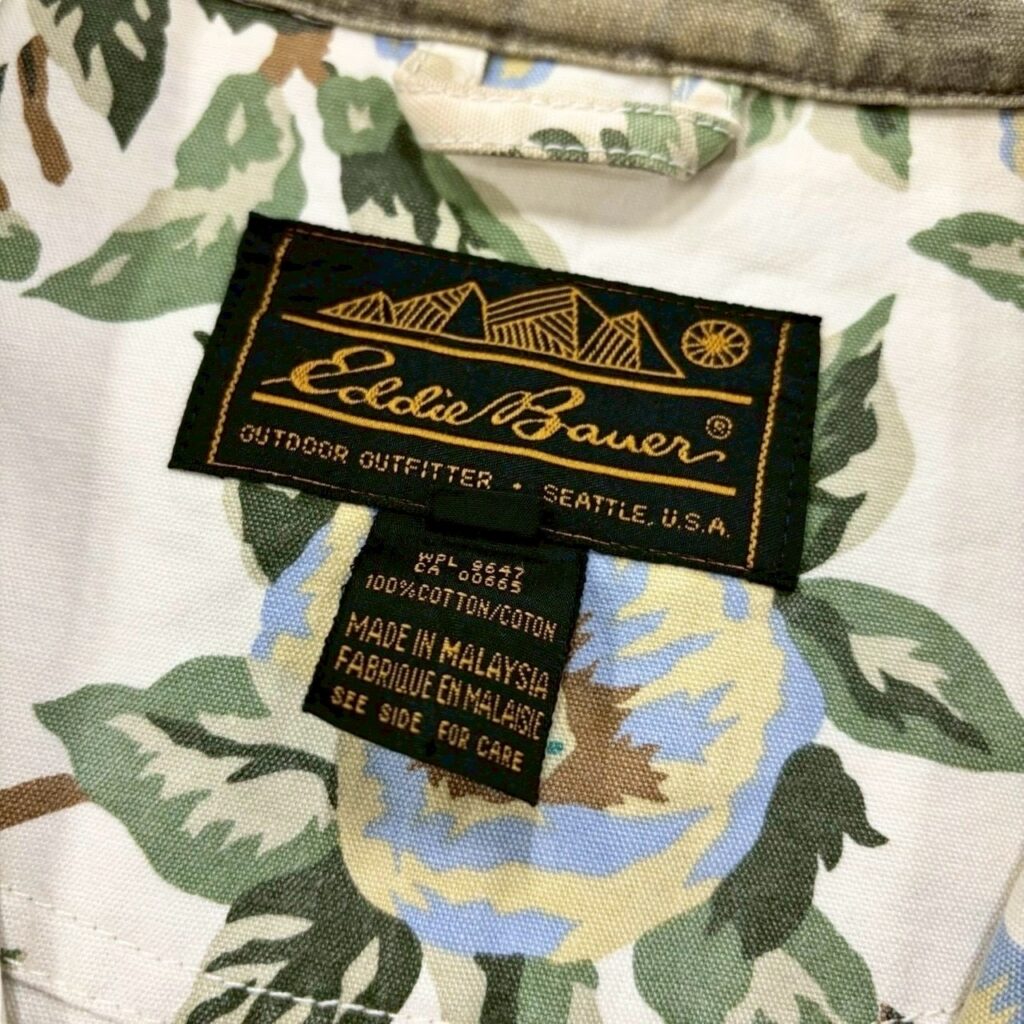 Eddie Bauer®
OUTDOOR OUTFITTER • SEATTLE, U.S.A.
WPL 9647
CA 00665
100% COTTON/COTON
MADE IN MALAYSIA
FABRIQUE EN MALAISIE
SEE SIDE FOR CARE